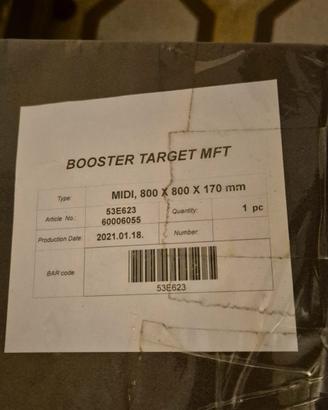 BOOSTER TARGET MFT
Type: MIDI, 800 X 800 X 170 mm
Article No.: 53E623 60006055 Quantity: 1 pc
Production Date: 2021.01.18. Number:
BAR code
53E623